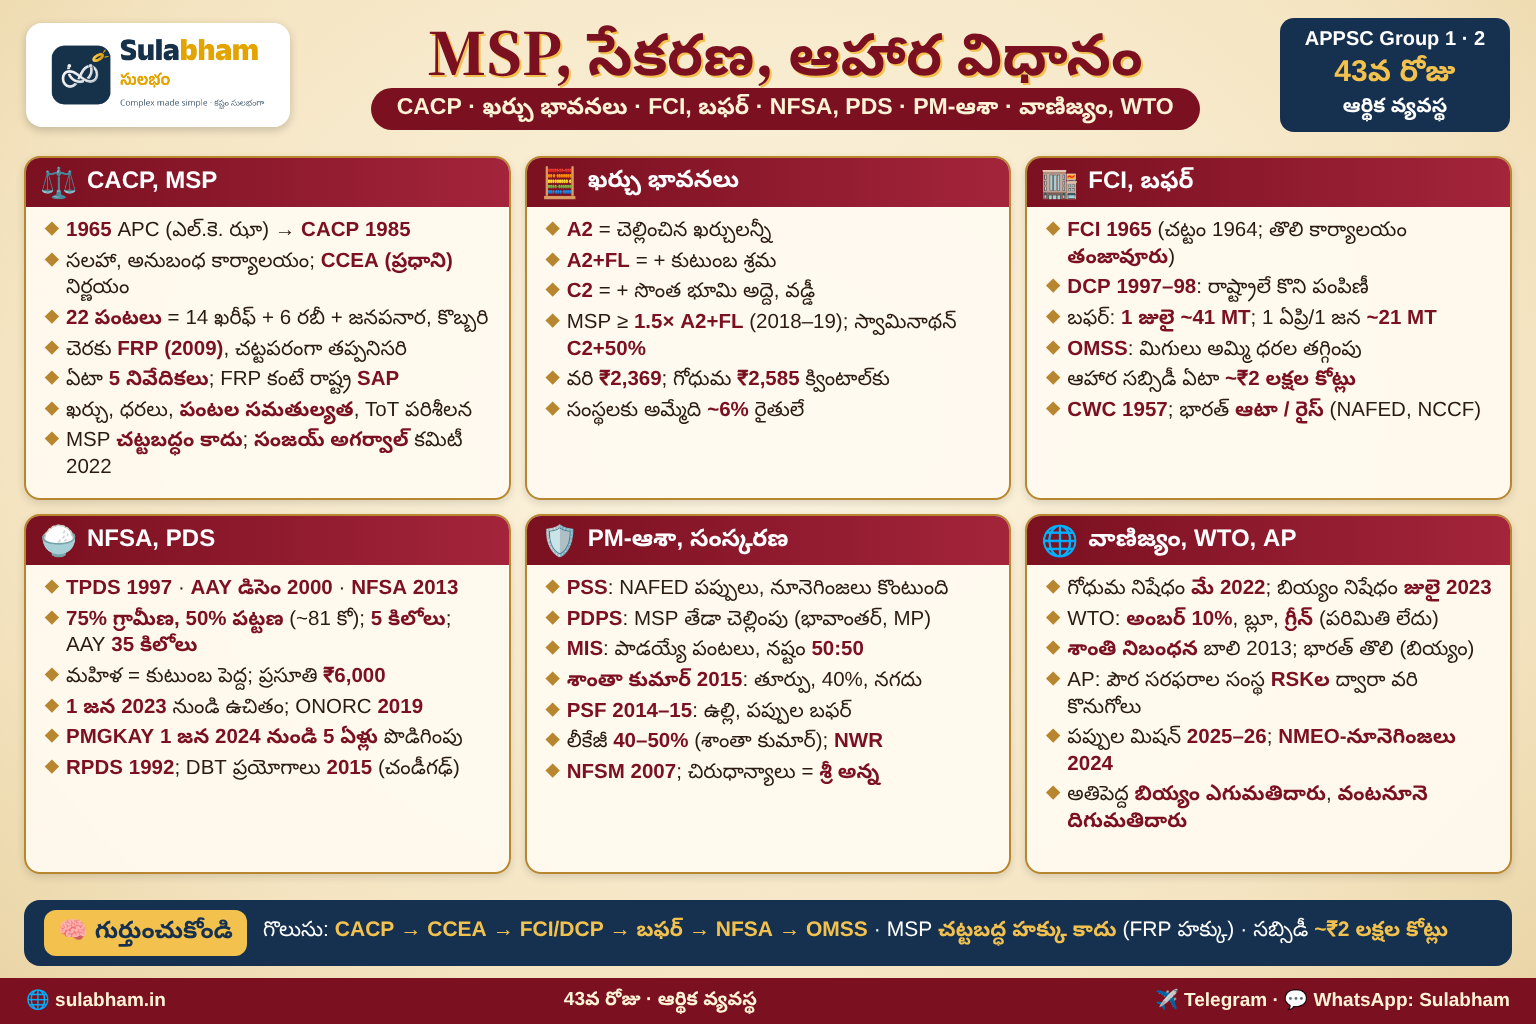 Sulabham
సులభం
Complex made simple · కష్టం సులభంగా
MSP, సేకరణ, ఆహార విధానం
CACP · ఖర్చు భావనలు · FCI, బఫర్ · NFSA, PDS · PM-ఆశా · వాణిజ్యం, WTO
APPSC Group 1 · 2
43వ రోజు
ఆర్థిక వ్యవస్థ
CACP, MSP
1965 APC (ఎల్.కె. ఝా) → CACP 1985
సలహా, అనుబంధ కార్యాలయం; CCEA (ప్రధాని)
నిర్ణయం
22 పంటలు = 14 ఖరీఫ్ + 6 రబీ + జనపనార, కొబ్బరి
చెరకు FRP (2009), చట్టపరంగా తప్పనిసరి
ఏటా 5 నివేదికలు; FRP కంటే రాష్ట్ర SAP
ఖర్చు, ధరలు, పంటల సమతుల్యత, ToT పరిశీలన
MSP చట్టబద్ధం కాదు; సంజయ్ అగర్వాల్ కమిటీ
2022
ఖర్చు భావనలు
A2 = చెల్లించిన ఖర్చులన్నీ
A2+FL = + కుటుంబ శ్రమ
C2 = + సొంత భూమి అద్దె, వడ్డీ
MSP ≥ 1.5× A2+FL (2018–19); స్వామినాథన్
C2+50%
వరి ₹2,369; గోధుమ ₹2,585 క్వింటాల్‌కు
సంస్థలకు అమ్మేది ~6% రైతులే
FCI, బఫర్
FCI 1965 (చట్టం 1964; తొలి కార్యాలయం
తంజావూరు)
DCP 1997–98: రాష్ట్రాలే కొని పంపిణీ
బఫర్: 1 జులై ~41 MT; 1 ఏప్రి/1 జన ~21 MT
OMSS: మిగులు అమ్మి ధరల తగ్గింపు
ఆహార సబ్సిడీ ఏటా ~₹2 లక్షల కోట్లు
CWC 1957; భారత్ ఆటా / రైస్ (NAFED, NCCF)
NFSA, PDS
TPDS 1997 · AAY డిసెం 2000 · NFSA 2013
75% గ్రామీణ, 50% పట్టణ (~81 కో); 5 కిలోలు;
AAY 35 కిలోలు
మహిళ = కుటుంబ పెద్ద; ప్రసూతి ₹6,000
1 జన 2023 నుండి ఉచితం; ONORC 2019
PMGKAY 1 జన 2024 నుండి 5 ఏళ్లు పొడిగింపు
RPDS 1992; DBT ప్రయోగాలు 2015 (చండీగఢ్)
PM-ఆశా, సంస్కరణ
PSS: NAFED పప్పులు, నూనెగింజలు కొంటుంది
PDPS: MSP తేడా చెల్లింపు (భావాంతర్, MP)
MIS: పాడయ్యే పంటలు, నష్టం 50:50
శాంతా కుమార్ 2015: తూర్పు, 40%, నగదు
PSF 2014–15: ఉల్లి, పప్పుల బఫర్
లీకేజీ 40–50% (శాంతా కుమార్); NWR
NFSM 2007; చిరుధాన్యాలు = శ్రీ అన్న
వాణిజ్యం, WTO, AP
గోధుమ నిషేధం మే 2022; బియ్యం నిషేధం జులై 2023
WTO: అంబర్ 10%, బ్లూ, గ్రీన్ (పరిమితి లేదు)
శాంతి నిబంధన బాలి 2013; భారత్ తొలి (బియ్యం)
AP: పౌర సరఫరాల సంస్థ RSKల ద్వారా వరి
కొనుగోలు
పప్పుల మిషన్ 2025–26; NMEO-నూనెగింజలు
2024
అతిపెద్ద బియ్యం ఎగుమతిదారు, వంటనూనె
దిగుమతిదారు
గుర్తుంచుకోండి
గొలుసు: CACP → CCEA → FCI/DCP → బఫర్ → NFSA → OMSS · MSP చట్టబద్ధ హక్కు కాదు (FRP హక్కు) · సబ్సిడీ ~₹2 లక్షల కోట్లు
sulabham.in
43వ రోజు · ఆర్థిక వ్యవస్థ
Telegram · WhatsApp: Sulabham